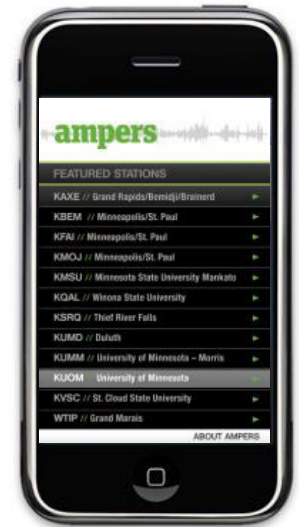 ampers
FEATURED STATIONS
KAXE // Grand Rapids/Bemidji/Brainerd
KBEM // Minneapolis/St. Paul
KFAI // Minneapolis/St. Paul
KMOJ // Minneapolis/St. Paul
KMSU // Minnesota State University Mankato
KQAL // Winona State University
KSRQ // Thief River Falls
KUMD // Duluth
KUMM // University of Minnesota – Morris
KUOM // University of Minnesota
KVSC // St. Cloud State University
WTIP // Grand Marais
ABOUT AMPERS